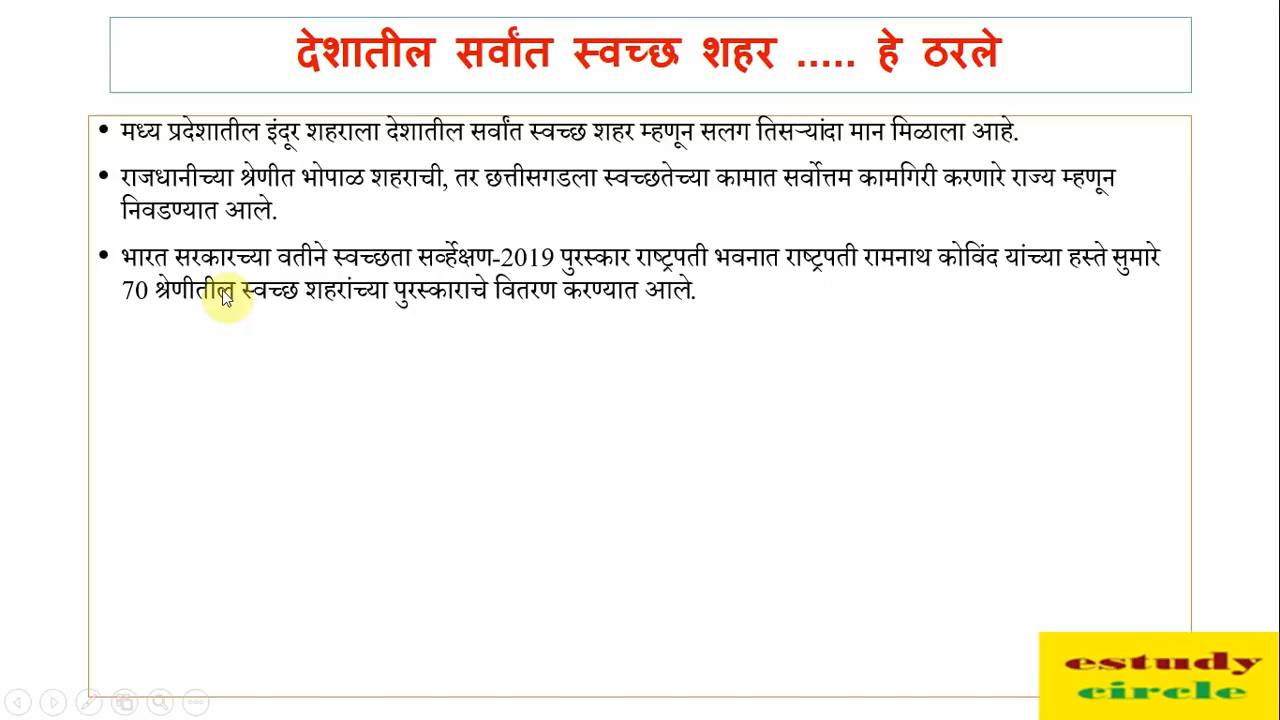 देशातील सर्वांत स्वच्छ शहर ..... हे ठरले
• मध्य प्रदेशातील इंदूर शहराला देशातील सर्वांत स्वच्छ शहर म्हणून सलग तिसऱ्यांदा मान मिळाला आहे.
• राजधानीच्या श्रेणीत भोपाळ शहराची, तर छत्तीसगडला स्वच्छतेच्या कामात सर्वोत्तम कामगिरी करणारे राज्य म्हणून
निवडण्यात आले.
• भारत सरकारच्या वतीने स्वच्छता सर्व्हेक्षण-2019 पुरस्कार राष्ट्रपती भवनात राष्ट्रपती रामनाथ कोविंद यांच्या हस्ते सुमारे
70 श्रेणीतील स्वच्छ शहरांच्या पुरस्काराचे वितरण करण्यात आले.
estudy
circle